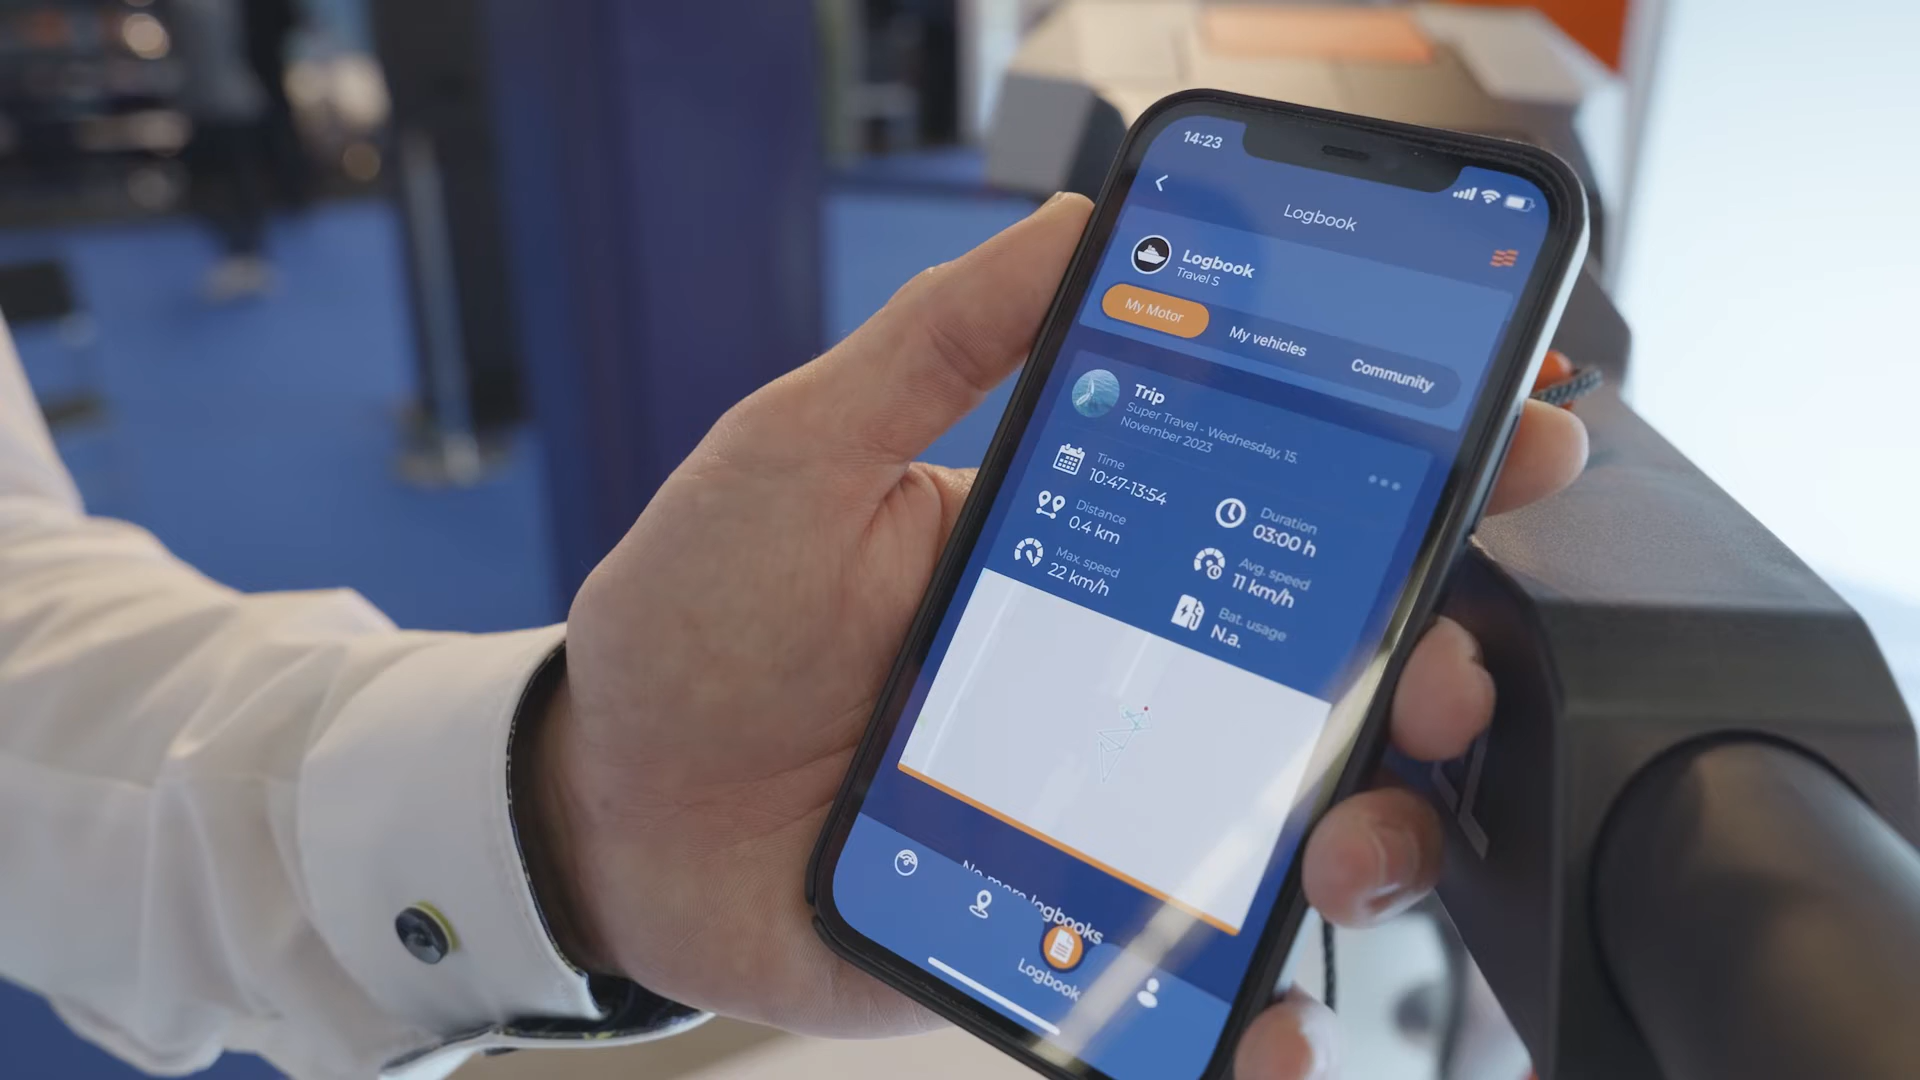 14:23
Logbook
Logbook
Travel S
My Motor
My vehicles
Community
Trip
Super Travel - Wednesday, 15.
November 2023
Time
10:47-13:54
Duration
03:00 h
Distance
0.4 km
Avg. speed
11 km/h
Max. speed
22 km/h
Bat. usage
N.a.
No more logbooks
Logbook